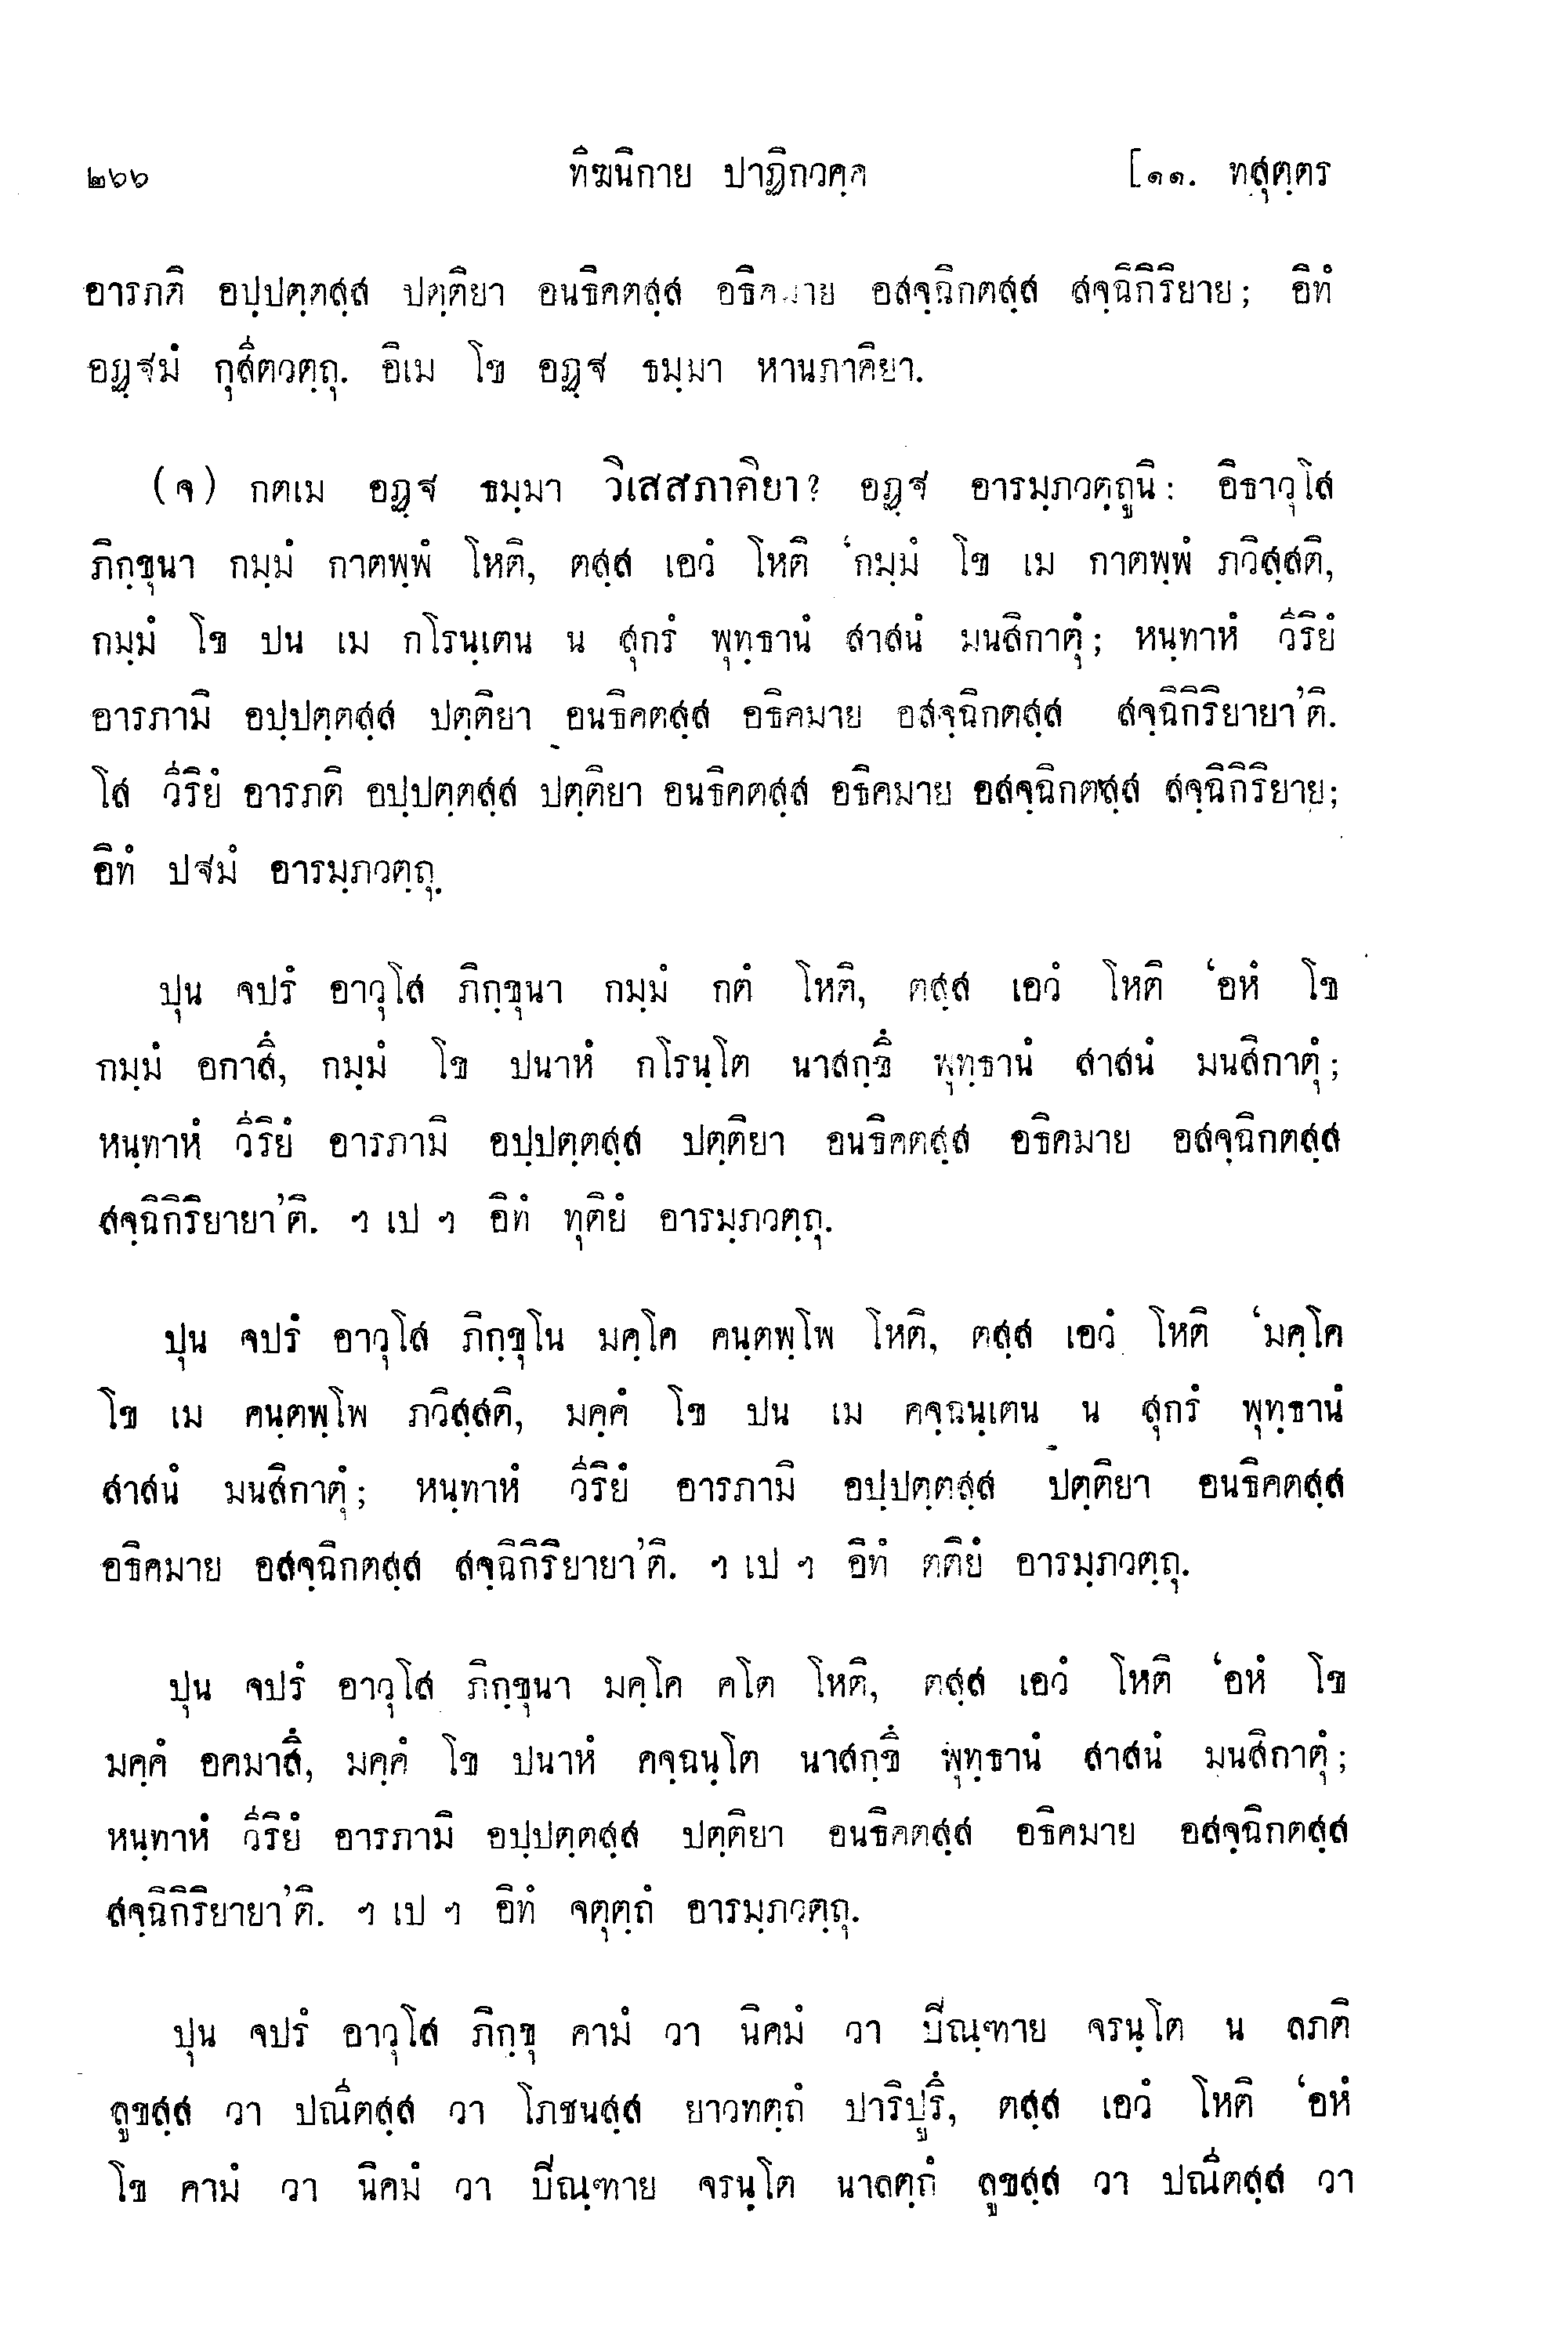 ๒๖๖ ทีฆนิกาย ปาฏิกวคฺค [๑๑. ทสุตฺตร
อารภติ อปฺปตฺตสฺส ปตฺติยา อนธิคตสฺส อธิคมาย อสจฺฉิกตสฺส สจฺฉิกิริยาย; อิทํ
อฏฺฐมํ กุสีตวตฺถุ. อิเม โข อฏฺฐ ธมฺมา หานภาคิยา.
(จ) กตเม อฏฺฐ ธมฺมา วิเสสภาคิยา? อฏฺฐ อารมฺภวตฺถูนิ: อิธาวุโส
ภิกฺขุนา กมฺมํ กาตพฺพํ โหติ, ตสฺส เอวํ โหติ ‘กมฺมํ โข เม กาตพฺพํ ภวิสฺสติ,
กมฺมํ โข ปน เม กโรนฺเตน น สุกรํ พุทฺธานํ สาสนํ มนสิกาตุํ; หนฺทาหํ วีริยํ
อารภามิ อปฺปตฺตสฺส ปตฺติยา อนธิคตสฺส อธิคมาย อสจฺฉิกตสฺส สจฺฉิกิริยายา’ติ.
โส วีริยํ อารภติ อปฺปตฺตสฺส ปตฺติยา อนธิคตสฺส อธิคมาย อสจฺฉิกตสฺส สจฺฉิกิริยาย;
อิทํ ปฐมํ อารมฺภวตฺถุ.
ปุน จปรํ อาวุโส ภิกฺขุนา กมฺมํ กตํ โหติ, ตสฺส เอวํ โหติ ‘อหํ โข
กมฺมํ อกาสึ, กมฺมํ โข ปนาหํ กโรนฺโต นาสกฺขึ พุทฺธานํ สาสนํ มนสิกาตุํ;
หนฺทาหํ วีริยํ อารภามิ อปฺปตฺตสฺส ปตฺติยา อนธิคตสฺส อธิคมาย อสจฺฉิกตสฺส
สจฺฉิกิริยายา’ติ. ฯ เป ฯ อิทํ ทุติยํ อารมฺภวตฺถุ.
ปุน จปรํ อาวุโส ภิกฺขุโน มคฺโค คนฺตพฺโพ โหติ, ตสฺส เอวํ โหติ ‘มคฺโค
โข เม คนฺตพฺโพ ภวิสฺสติ, มคฺคํ โข ปน เม คจฺฉนฺเตน น สุกรํ พุทฺธานํ
สาสนํ มนสิกาตุํ; หนฺทาหํ วีริยํ อารภามิ อปฺปตฺตสฺส ปตฺติยา อนธิคตสฺส
อธิคมาย อสจฺฉิกตสฺส สจฺฉิกิริยายา’ติ. ฯ เป ฯ อิทํ ตติยํ อารมฺภวตฺถุ.
ปุน จปรํ อาวุโส ภิกฺขุนา มคฺโค คโต โหติ, ตสฺส เอวํ โหติ ‘อหํ โข
มคฺคํ อคมาสึ, มคฺคํ โข ปนาหํ คจฺฉนฺโต นาสกฺขึ พุทฺธานํ สาสนํ มนสิกาตุํ;
หนฺทาหํ วีริยํ อารภามิ อปฺปตฺตสฺส ปตฺติยา อนธิคตสฺส อธิคมาย อสจฺฉิกตสฺส
สจฺฉิกิริยายา’ติ. ฯ เป ฯ อิทํ จตุตฺถํ อารมฺภวตฺถุ.
ปุน จปรํ อาวุโส ภิกฺขุ คามํ วา นิคมํ วา ปิณฺฑาย จรนฺโต น ลภติ
ลูขสฺส วา ปณีตสฺส วา โภชนสฺส ยาวทตฺถํ ปาริปูรึ, ตสฺส เอวํ โหติ ‘อหํ
โข คามํ วา นิคมํ วา ปิณฺฑาย จรนฺโต นาลตฺถํ ลูขสฺส วา ปณีตสฺส วา